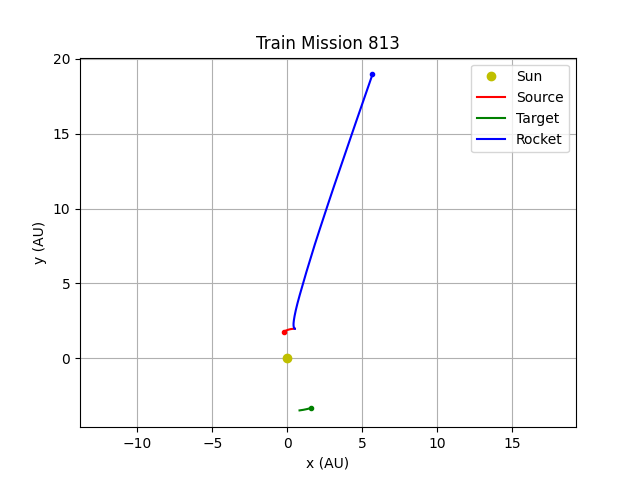 Train Mission 813
Sun
Source
Target
Rocket
20
15
10
5
0
y (AU)
−10
−5
0
5
10
15
x (AU)